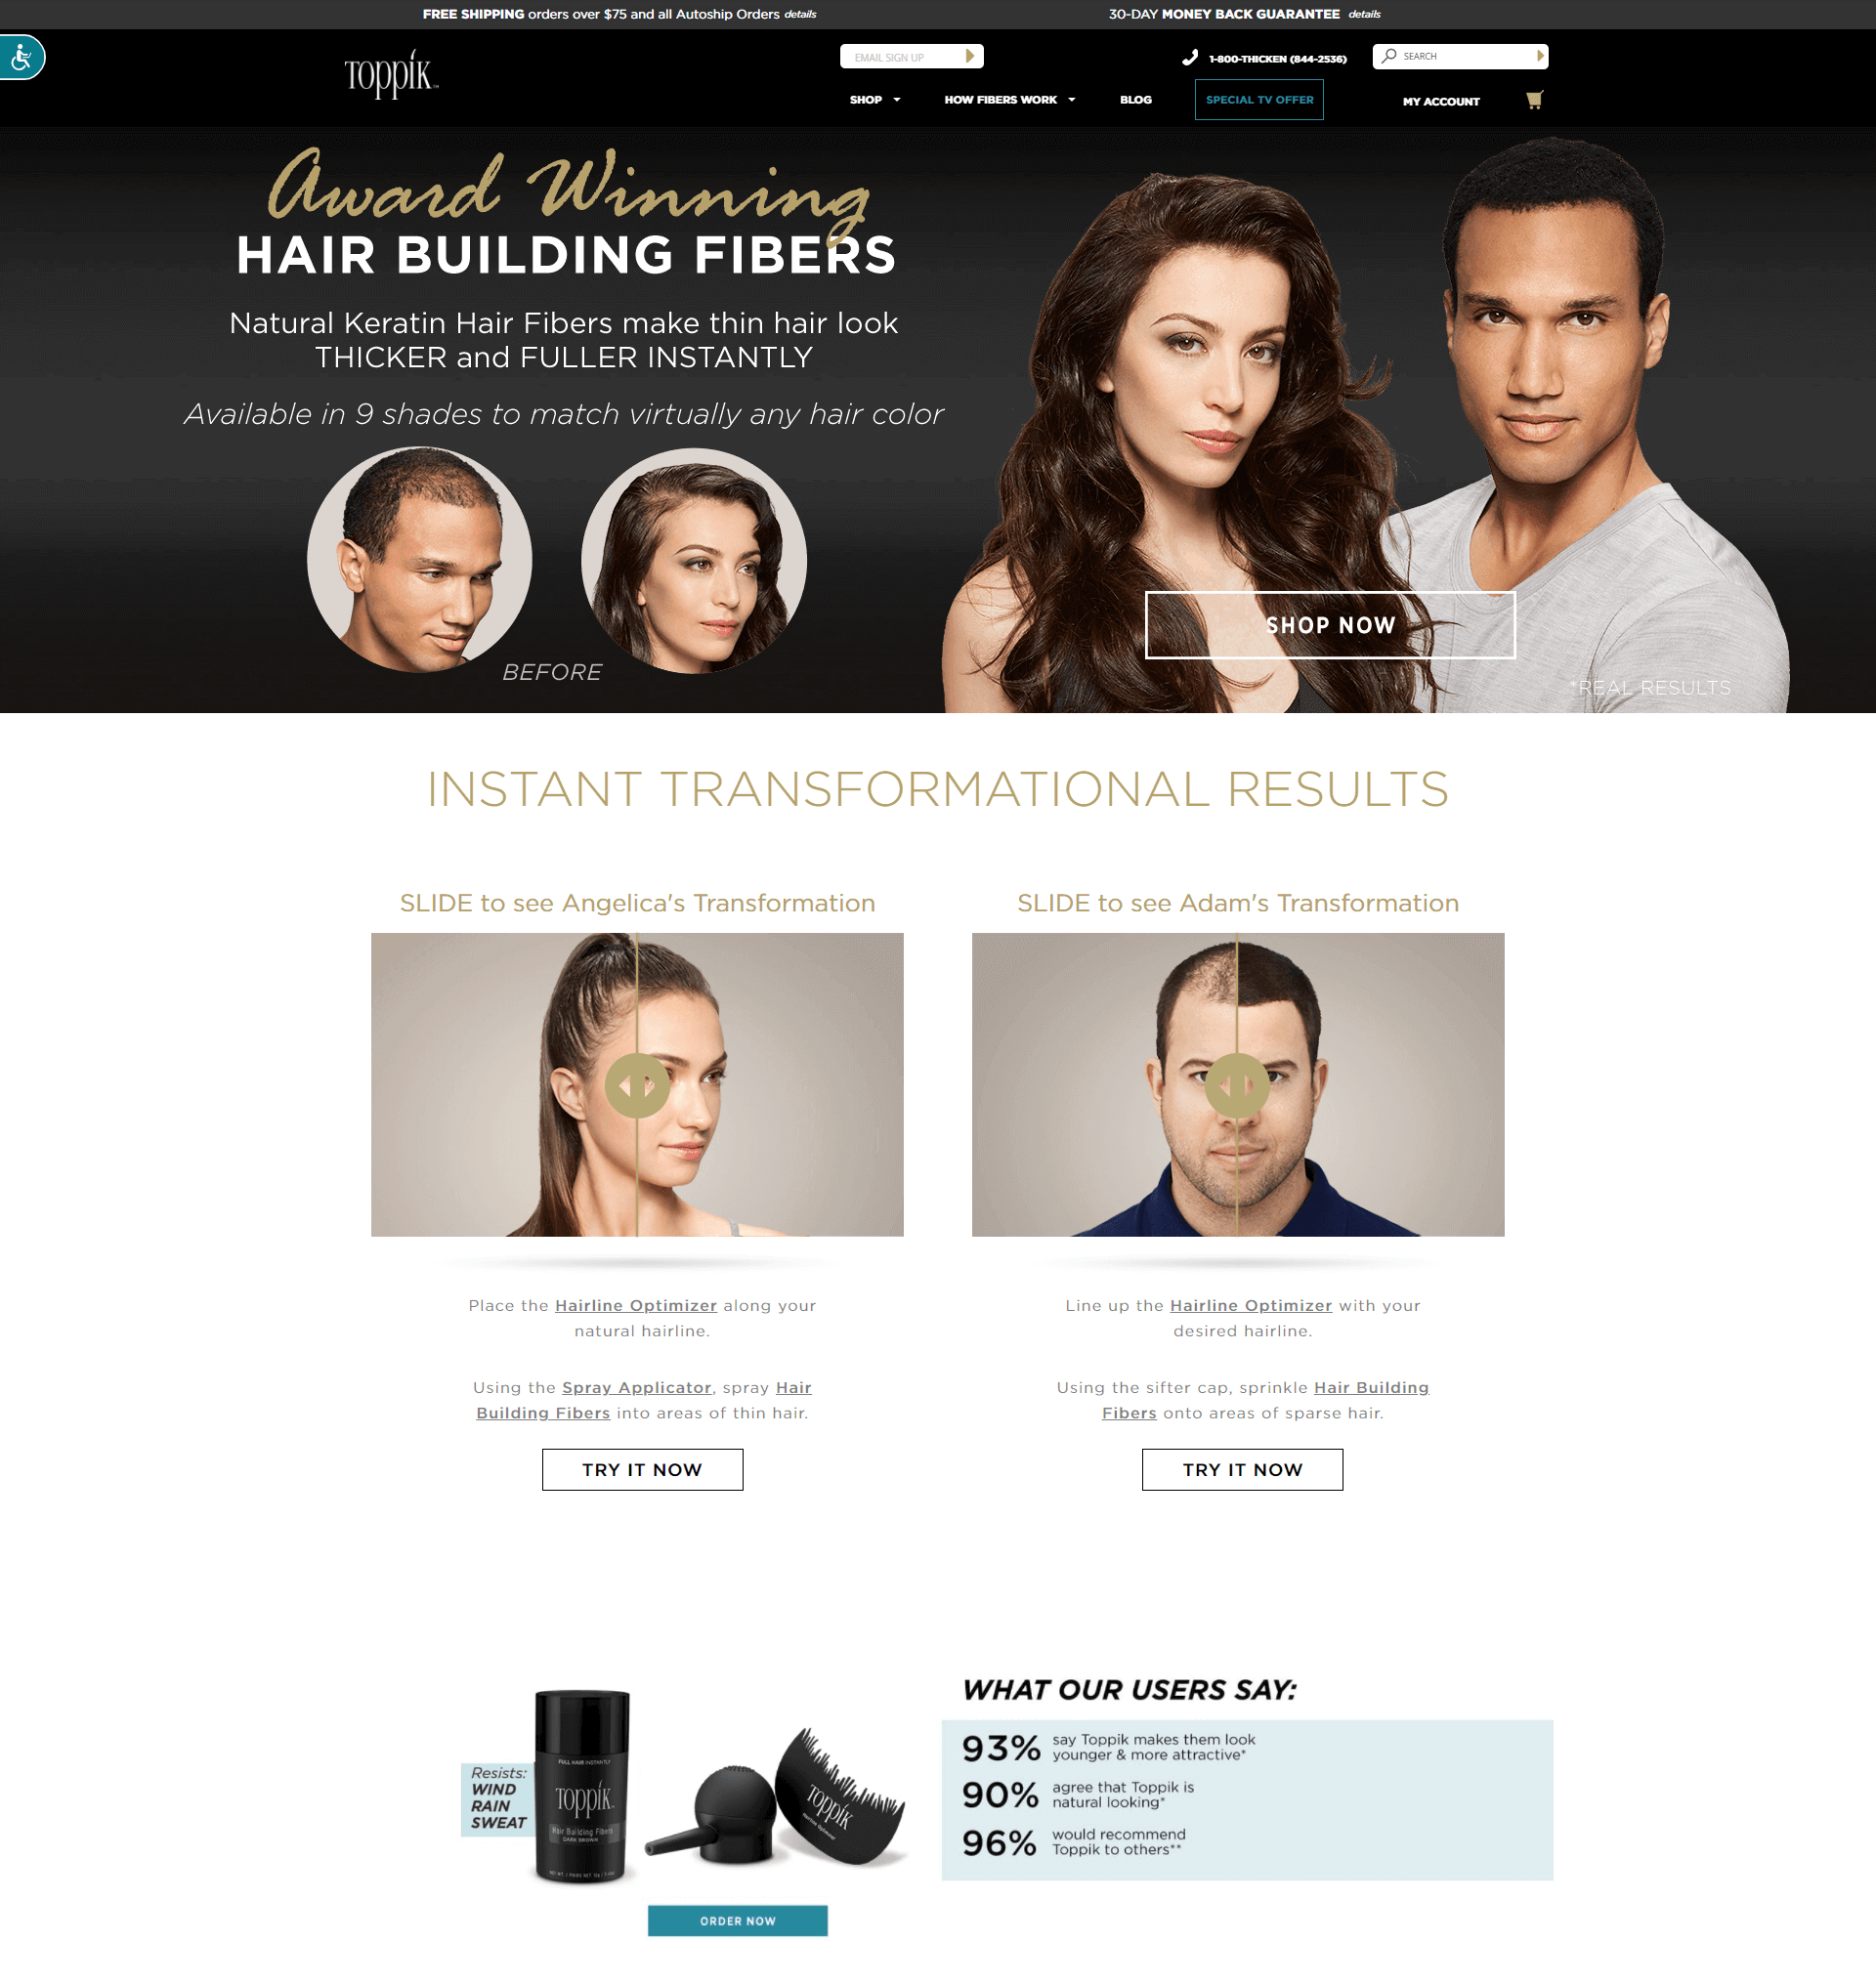 FREE SHIPPING orders over $75 and all Autoship Orders details
30-DAY MONEY BACK GUARANTEE details
TOPPÍK
EMAIL SIGN UP
1-800-THICKEN (844-2536)
SEARCH
SHOP
HOW FIBERS WORK
BLOG
SPECIAL TV OFFER
MY ACCOUNT
Award Winning
HAIR BUILDING FIBERS
Natural Keratin Hair Fibers make thin hair look
THICKER and FULLER INSTANTLY
Available in 9 shades to match virtually any hair color
BEFORE
SHOP NOW
*REAL RESULTS
INSTANT TRANSFORMATIONAL RESULTS
SLIDE to see Angelica's Transformation
Place the Hairline Optimizer along your
natural hairline.
Using the Spray Applicator, spray Hair
Building Fibers into areas of thin hair.
TRY IT NOW
SLIDE to see Adam's Transformation
Line up the Hairline Optimizer with your
desired hairline.
Using the sifter cap, sprinkle Hair Building
Fibers onto areas of sparse hair.
TRY IT NOW
Resists:
WIND
RAIN
SWEAT
FULL HAIR INSTANTLY
TOPPÍK
Hair Building Fibers
DARK BROWN
TOPPÍK
ORDER NOW
WHAT OUR USERS SAY:
93% say Toppik makes them look
younger & more attractive*
90% agree that Toppik is
natural looking*
96% would recommend
Toppik to others**